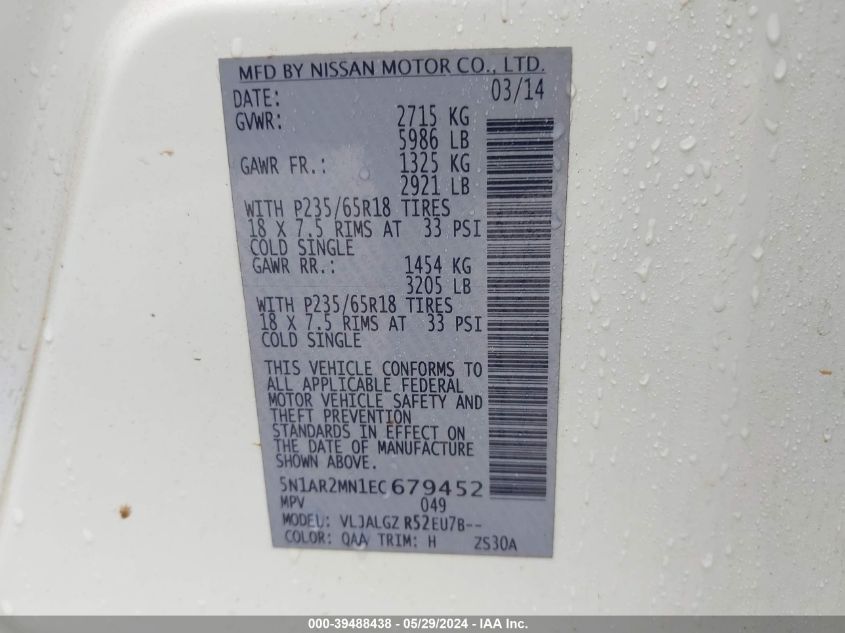 MFD BY NISSAN MOTOR CO., LTD.
DATE: 03/14
GVWR: 2715 KG
5986 LB
GAWR FR.: 1325 KG
2921 LB
WITH P235/65R18 TIRES
18 X 7.5 RIMS AT 33 PSI
COLD SINGLE
GAWR RR.: 1454 KG
3205 LB
WITH P235/65R18 TIRES
18 X 7.5 RIMS AT 33 PSI
COLD SINGLE
THIS VEHICLE CONFORMS TO
ALL APPLICABLE FEDERAL
MOTOR VEHICLE SAFETY AND
THEFT PREVENTION
STANDARDS IN EFFECT ON
THE DATE OF MANUFACTURE
SHOWN ABOVE.
5N1AR2MN1EC679452
MPV 049
MODEL: VLJALGZ R52EU7B--
COLOR: QAA TRIM: H ZS30A
000-39488438 - 05/29/2024 - IAA Inc.